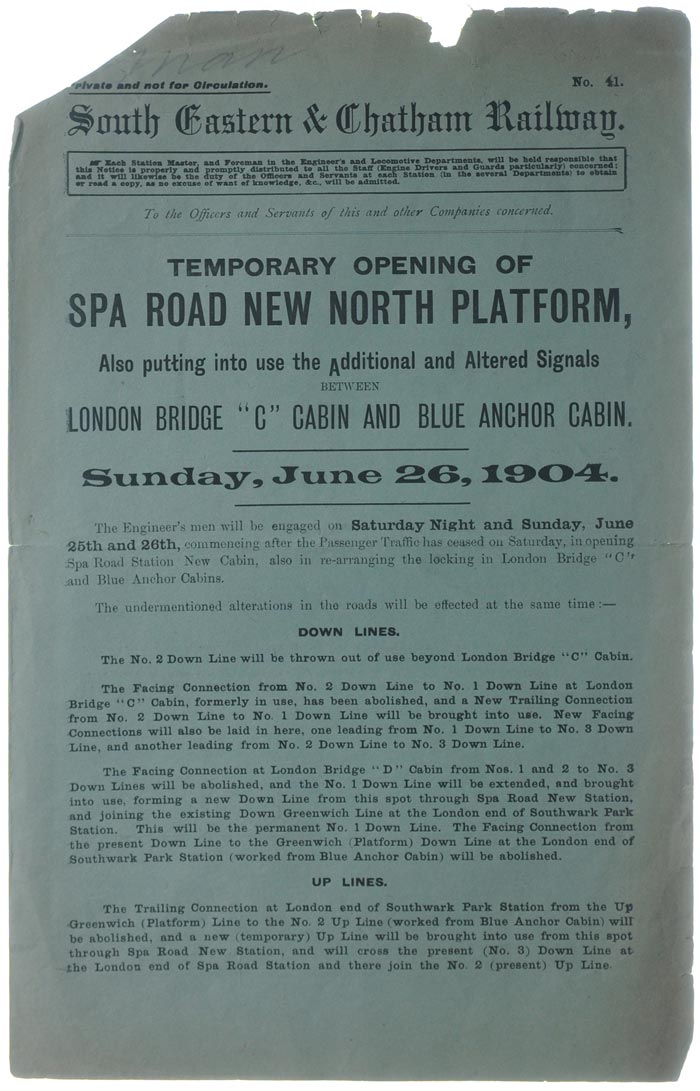 man
rivate and not for Circulation.
No. 41.
South Eastern & Chatham Railway.
☞ Each Station Master, and Foreman in the Engineer's and Locomotive Departments, will be held responsible that
this Notice is properly and promptly distributed to all the Staff (Engine Drivers and Guards particularly) concerned;
and it will likewise be the duty of the Officers and Servants at each Station (in the several Departments) to obtain
or read a copy, as no excuse of want of knowledge, &c., will be admitted.
To the Officers and Servants of this and other Companies concerned.
TEMPORARY OPENING OF
SPA ROAD NEW NORTH PLATFORM,
Also putting into use the Additional and Altered Signals
BETWEEN
LONDON BRIDGE "C" CABIN AND BLUE ANCHOR CABIN.
Sunday, June 26, 1904.
The Engineer's men will be engaged on Saturday Night and Sunday, June
25th and 26th, commencing after the Passenger Traffic has ceased on Saturday, in opening
Spa Road Station New Cabin, also in re-arranging the locking in London Bridge "C"
and Blue Anchor Cabins.
The undermentioned alterations in the roads will be effected at the same time :—
DOWN LINES.
The No. 2 Down Line will be thrown out of use beyond London Bridge "C" Cabin.
The Facing Connection from No. 2 Down Line to No. 1 Down Line at London
Bridge "C" Cabin, formerly in use, has been abolished, and a New Trailing Connection
from No. 2 Down Line to No. 1 Down Line will be brought into use. New Facing
Connections will also be laid in here, one leading from No. 1 Down Line to No. 3 Down
Line, and another leading from No. 2 Down Line to No. 3 Down Line.
The Facing Connection at London Bridge "D" Cabin from Nos. 1 and 2 to No. 3
Down Lines will be abolished, and the No. 1 Down Line will be extended, and brought
into use, forming a new Down Line from this spot through Spa Road New Station,
and joining the existing Down Greenwich Line at the London end of Southwark Park
Station. This will be the permanent No. 1 Down Line. The Facing Connection from
the present Down Line to the Greenwich (Platform) Down Line at the London end of
Southwark Park Station (worked from Blue Anchor Cabin) will be abolished.
UP LINES.
The Trailing Connection at London end of Southwark Park Station from the Up
Greenwich (Platform) Line to the No. 2 Up Line (worked from Blue Anchor Cabin) will
be abolished, and a new (temporary) Up Line will be brought into use from this spot
through Spa Road New Station, and will cross the present (No. 3) Down Line at
the London end of Spa Road Station and there join the No. 2 (present) Up Line.